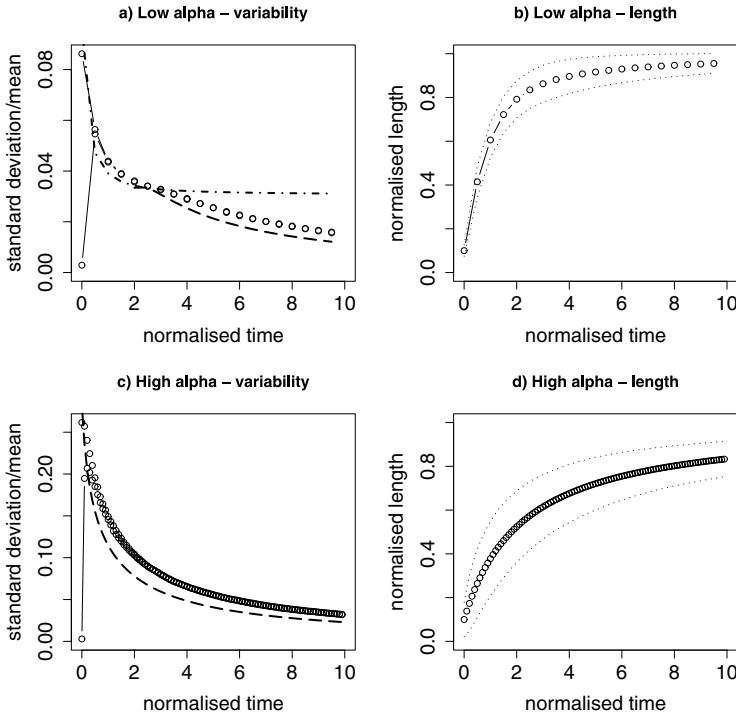 a) Low alpha – variability
standard deviation/mean
0.00 0.04 0.08
0 2 4 6 8 10
normalised time
b) Low alpha – length
normalised length
0.0 0.4 0.8
0 2 4 6 8 10
normalised time
c) High alpha – variability
standard deviation/mean
0.00 0.10 0.20
0 2 4 6 8 10
normalised time
d) High alpha – length
normalised length
0.0 0.4 0.8
0 2 4 6 8 10
normalised time